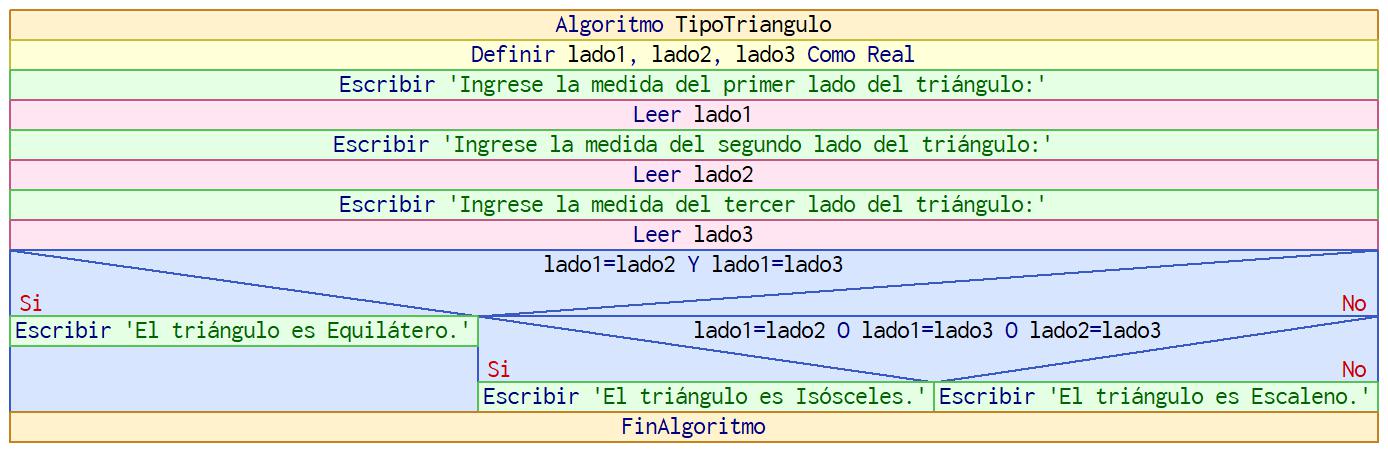 Algoritmo TipoTriangulo
Definir lado1, lado2, lado3 Como Real
Escribir 'Ingrese la medida del primer lado del triángulo:'
Leer lado1
Escribir 'Ingrese la medida del segundo lado del triángulo:'
Leer lado2
Escribir 'Ingrese la medida del tercer lado del triángulo:'
Leer lado3
lado1=lado2 Y lado1=lado3
Si
No
Escribir 'El triángulo es Equilátero.'
lado1=lado2 O lado1=lado3 O lado2=lado3
Si
No
Escribir 'El triángulo es Isósceles.'
Escribir 'El triángulo es Escaleno.'
FinAlgoritmo